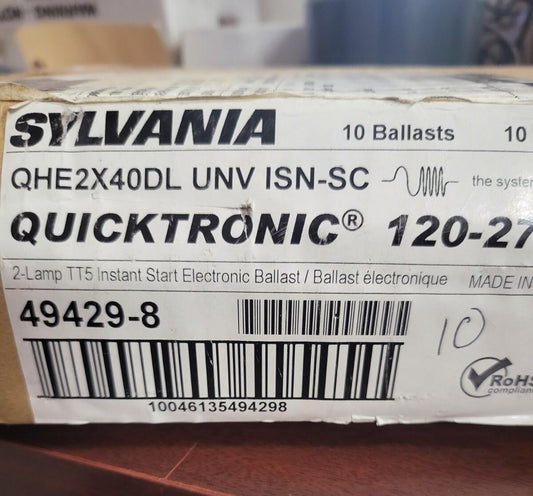 SYLVANIA 10 Ballasts 10
QHE2X40DL UNV ISN-SC the system
QUICKTRONIC® 120-27
2-Lamp TT5 Instant Start Electronic Ballast / Ballast électronique MADE IN
49429-8
10
RoHS
compliant
10046135494298